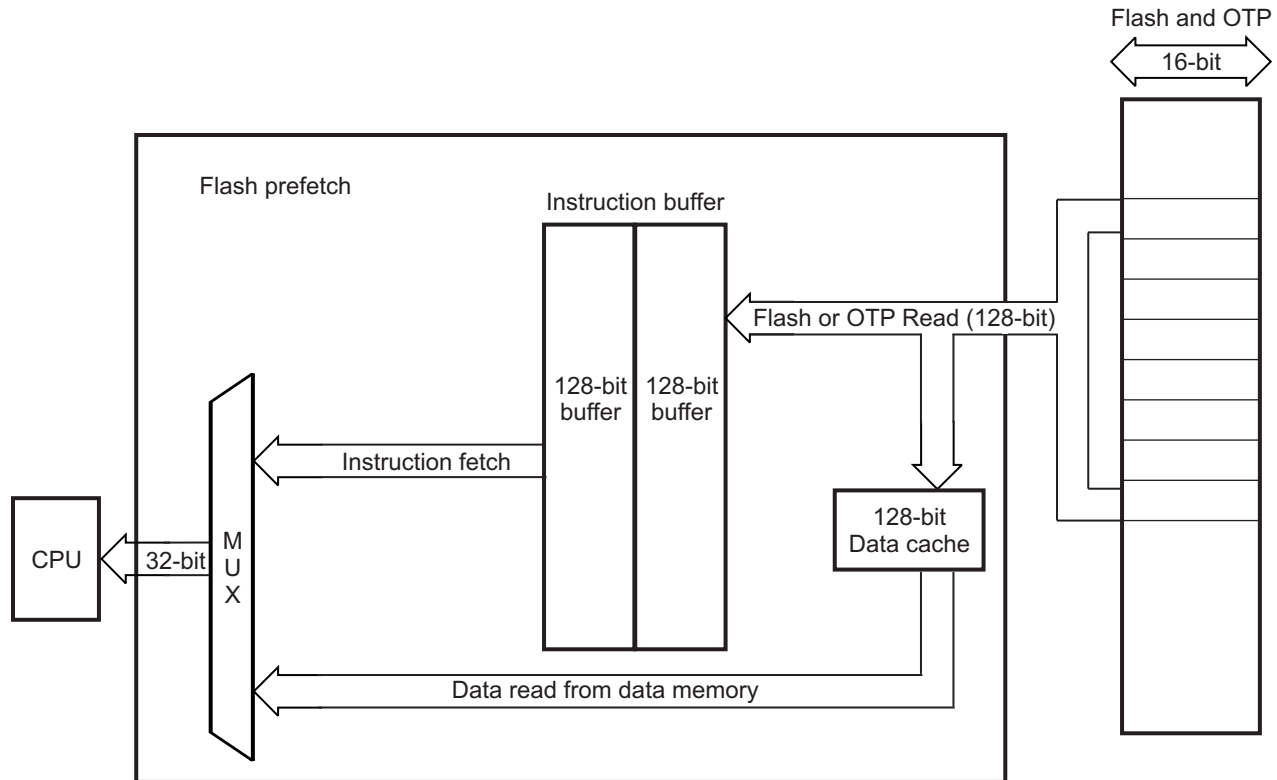 Flash and OTP
16-bit
Flash prefetch
Instruction buffer
Flash or OTP Read (128-bit)
128-bit
buffer
128-bit
buffer
Instruction fetch
128-bit
Data cache
CPU
32-bit
M
U
X
Data read from data memory